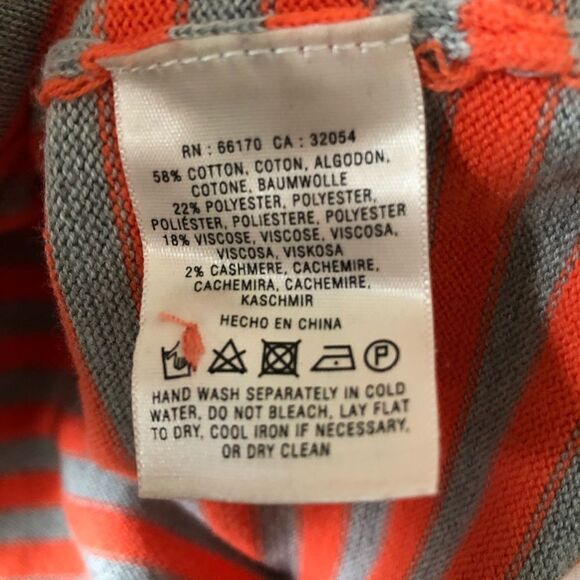 RN : 66170 CA : 32054
58% COTTON, COTON, ALGODON,
COTONE, BAUMWOLLE
22% POLYESTER, POLYESTER,
POLIÉSTER, POLIESTERE, POLYESTER
18% VISCOSE, VISCOSE, VISCOSA,
VISCOSA, VISKOSA
2% CASHMERE, CACHEMIRE,
CACHEMIRA, CACHEMIRE,
KASCHMIR
HECHO EN CHINA
P
HAND WASH SEPARATELY IN COLD
WATER, DO NOT BLEACH, LAY FLAT
TO DRY, COOL IRON IF NECESSARY,
OR DRY CLEAN